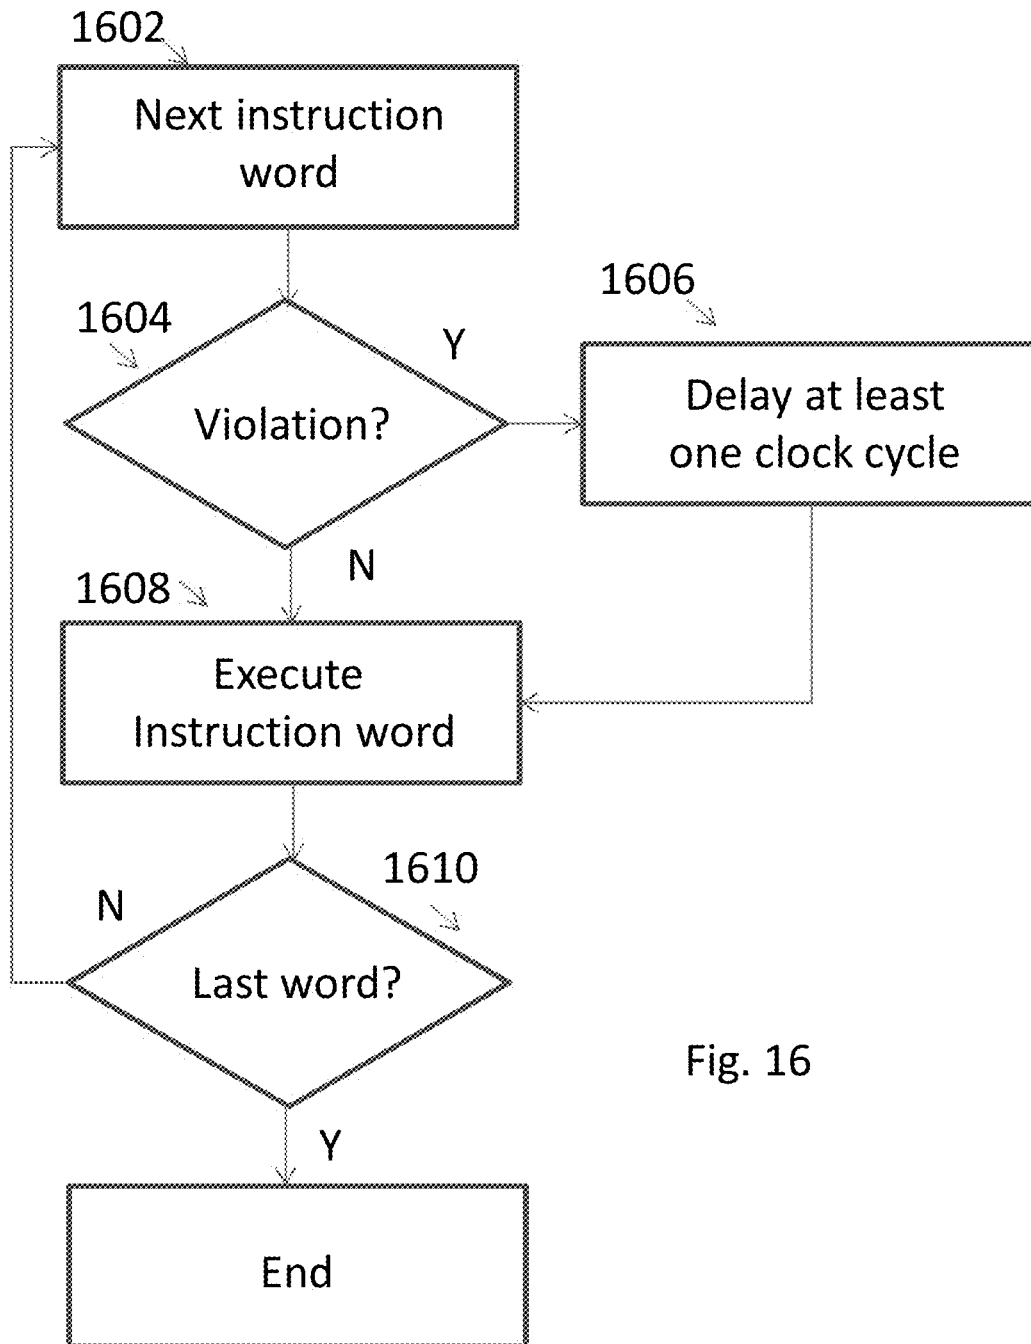 1602
Next instruction
word
1606
1604
Y
Violation?
Delay at least
one clock cycle
N
1608
Execute
Instruction word
1610
N
Last word?
Fig. 16
Y
End